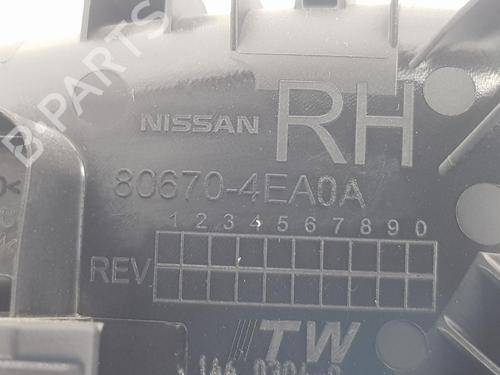 B-PARTS
NISSAN RH
80670-4EA0A
1 2 3 4 5 6 7 8 9 0
REV
TW